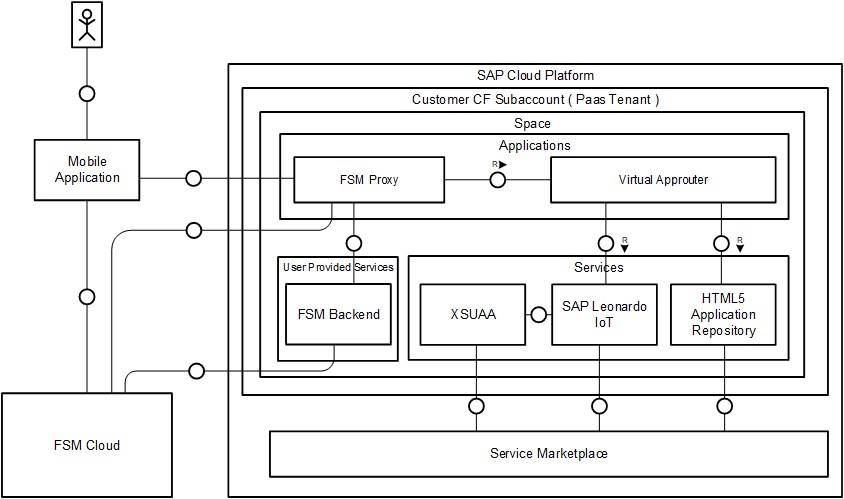 SAP Cloud Platform
Customer CF Subaccount ( Paas Tenant )
Space
Applications
Mobile
Application
FSM Proxy
R
Virtual Approuter
R
R
User Provided Services
Services
FSM Backend
XSUAA
SAP Leonardo
IoT
HTML5
Application
Repository
FSM Cloud
Service Marketplace